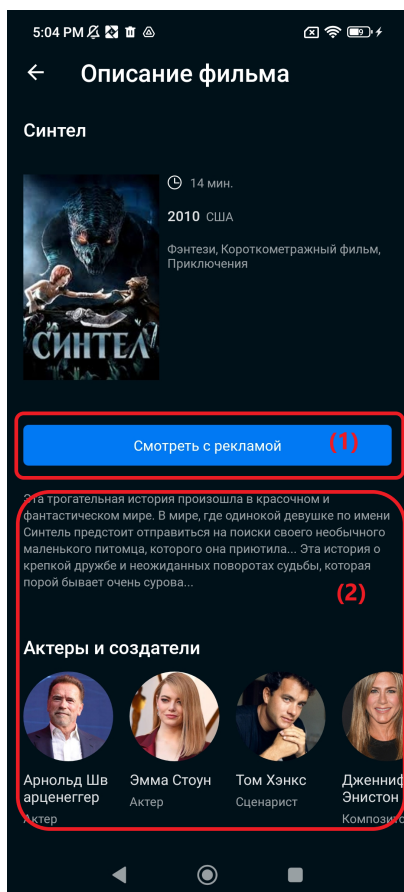 5:04 PM
Описание фильма
Синтел
14 мин.
2010 США
Фэнтези, Короткометражный фильм,
Приключения
СИНТЕЛ
Смотреть с рекламой (1)
Эта трогательная история произошла в красочном и
фантастическом мире. В мире, где одинокой девушке по имени
Синтель предстоит отправиться на поиски своего необычного
маленького питомца, которого она приютила... Эта история о
крепкой дружбе и неожиданных поворотах судьбы, которая
порой бывает очень сурова...
(2)
Актеры и создатели
Арнольд Шв
арценеггер
Актер
Эмма Стоун
Актер
Том Хэнкс
Сценарист
Дженниф
Энистон
Композито